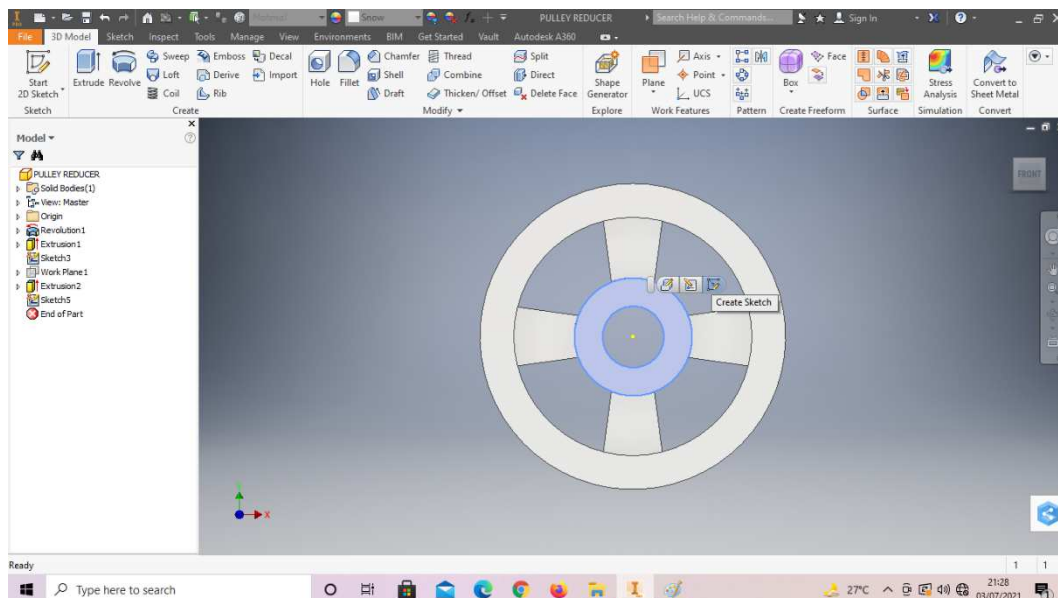 PRO
Material
Snow
PULLEY REDUCER
Search Help & Commands...
Sign In
File 3D Model Sketch Inspect Tools Manage View Environments BIM Get Started Vault Autodesk A360
Start 2D Sketch
Extrude Revolve
Sweep Emboss Decal
Loft Derive Import
Coil Rib
Hole Fillet
Chamfer Thread
Shell Combine
Draft Thicken/ Offset
Split
Direct
Delete Face
Shape Generator
Plane
Axis
Point
UCS
Box
Face
Stress Analysis
Convert to Sheet Metal
Sketch Create Modify Explore Work Features Pattern Create Freeform Surface Simulation Convert
Model
PULLEY REDUCER
Solid Bodies(1)
View: Master
Origin
Revolution1
Extrusion1
Sketch3
Work Plane1
Extrusion2
Sketch5
End of Part
FRONT
Create Sketch
X
Ready
1 1
Type here to search
27°C
21:28
03/07/2021